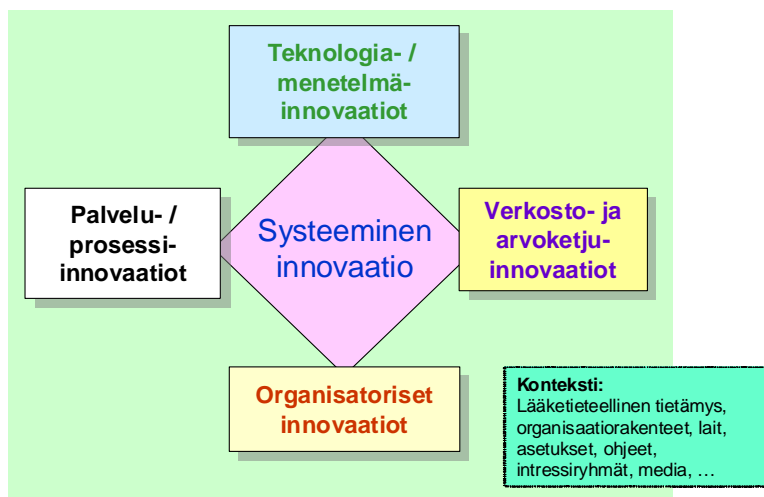 Teknologia- /
menetelmä-
innovaatiot
Palvelu- /
prosessi-
innovaatiot
Systeeminen
innovaatio
Verkosto- ja
arvoketju-
innovaatiot
Organisatoriset
innovaatiot
Konteksti:
Lääketieteellinen tietämys,
organisaatiorakenteet, lait,
asetukset, ohjeet,
intressiryhmät, media, …